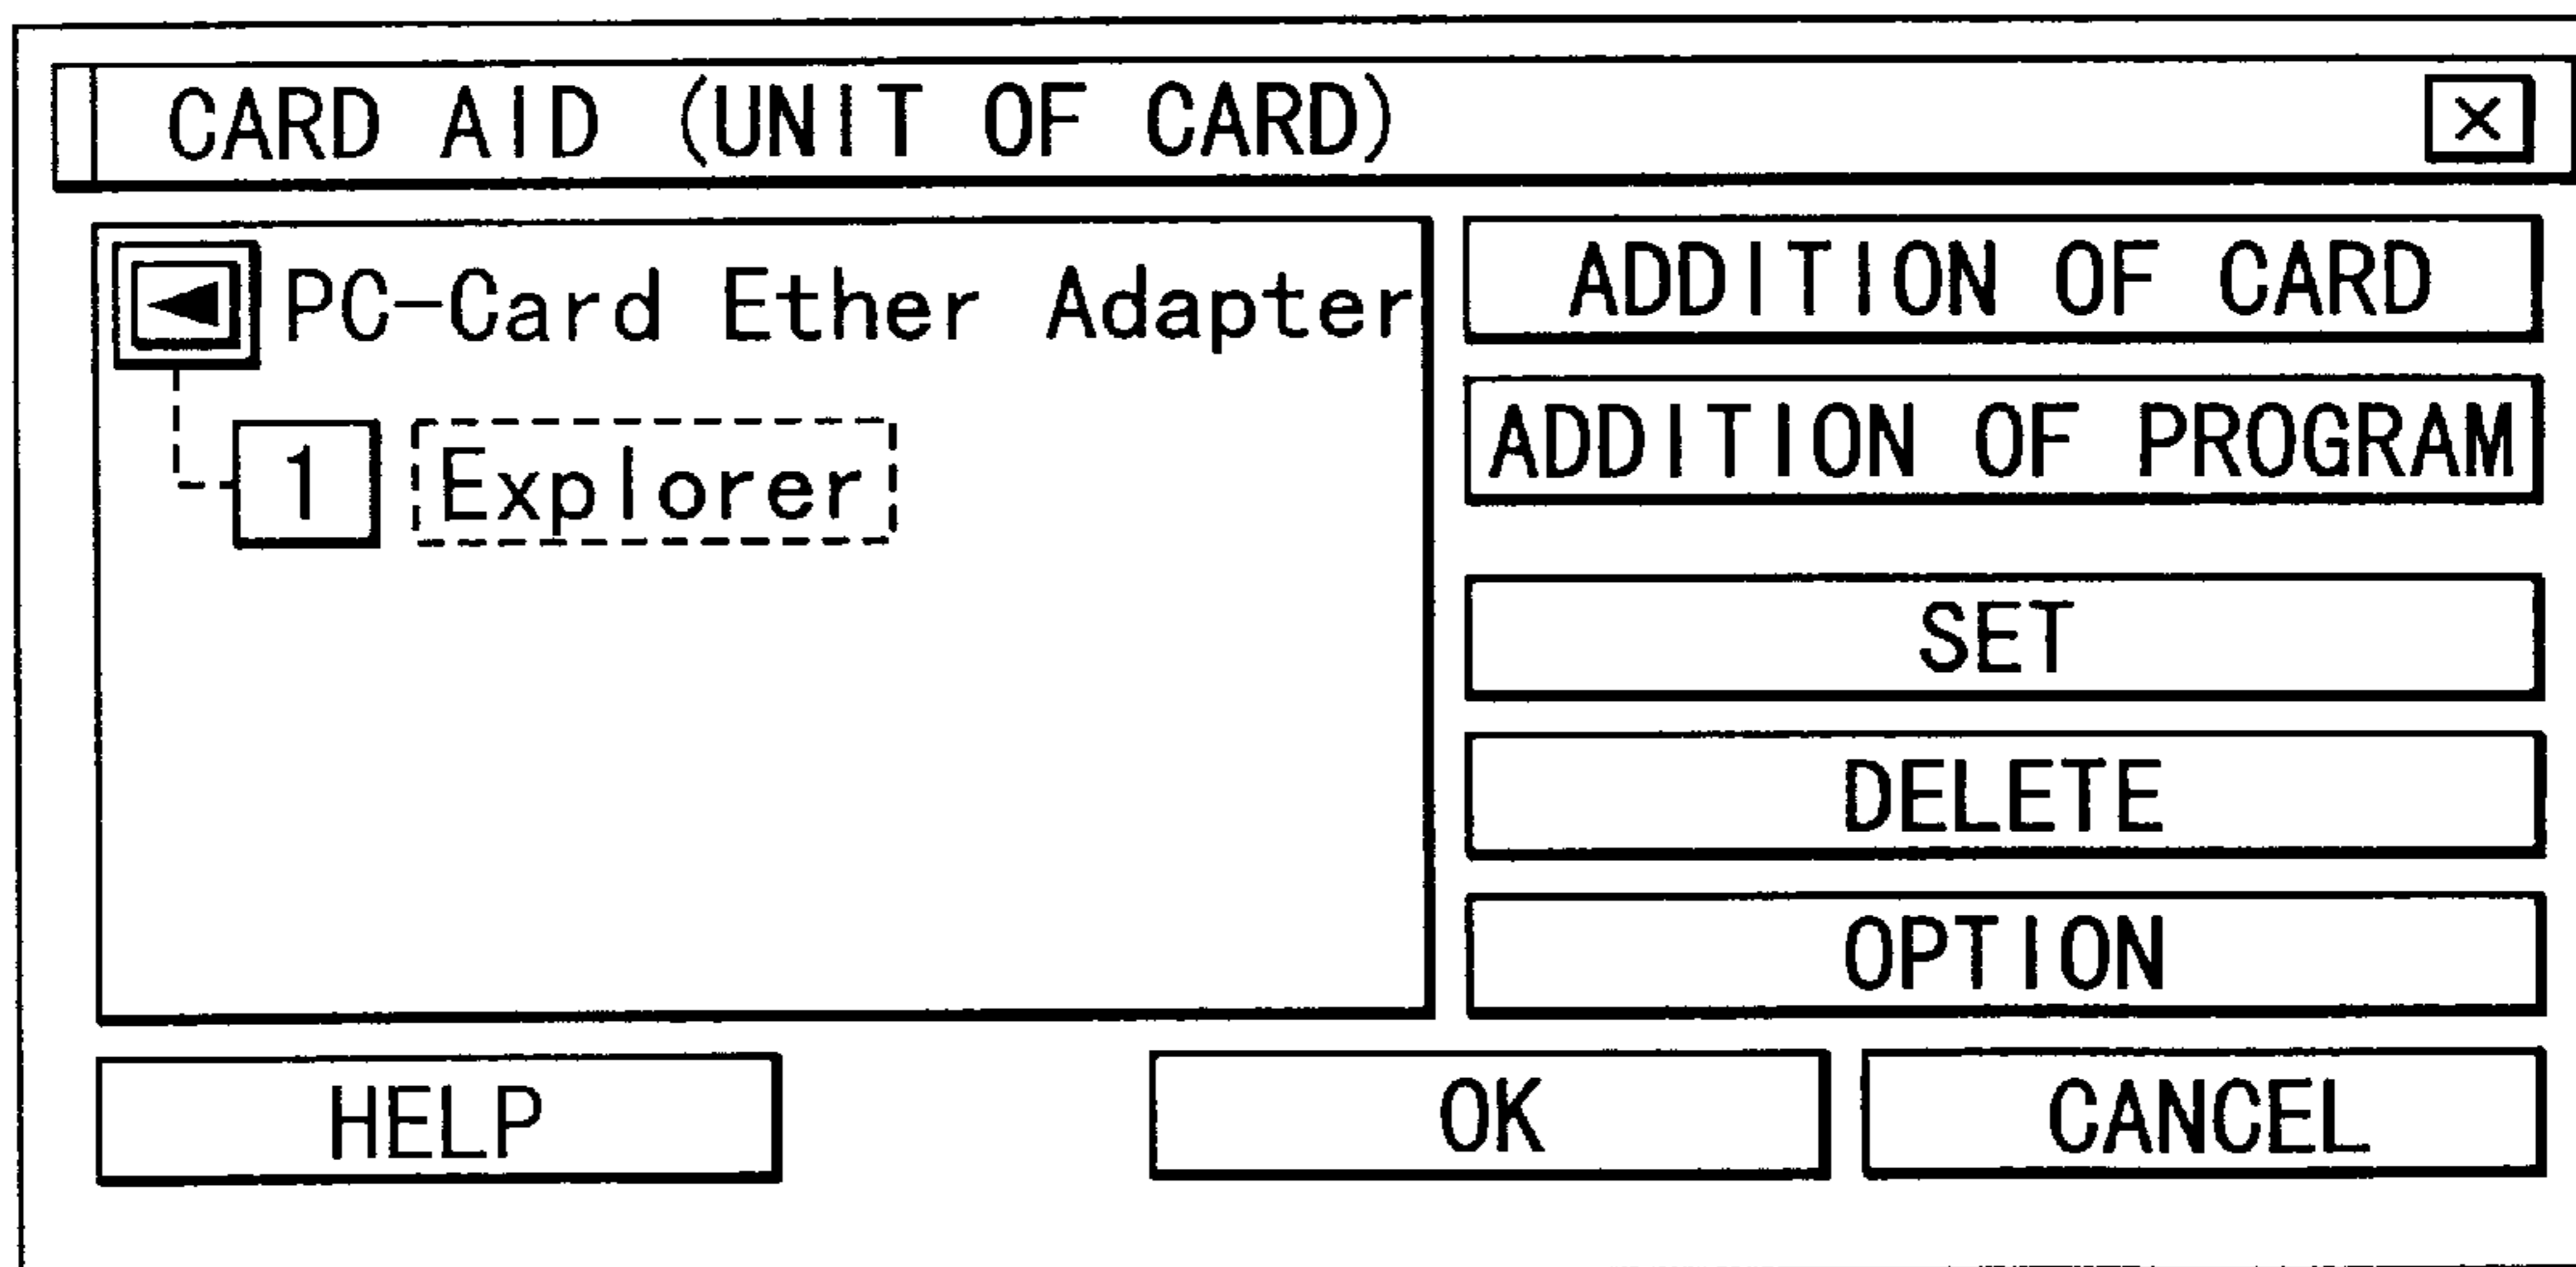 CARD AID (UNIT OF CARD)
PC-Card Ether Adapter
1 Explorer
ADDITION OF CARD
ADDITION OF PROGRAM
SET
DELETE
OPTION
HELP
OK
CANCEL